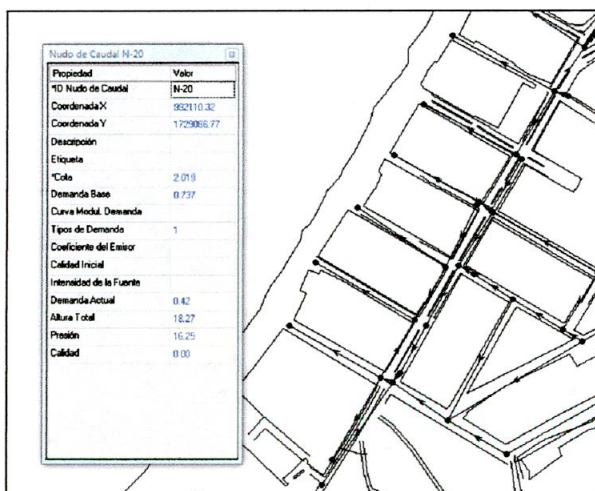 Nudo de Caudal N-20
Propiedad Valor
*ID Nudo de Caudal N-20
Coordenada X 992110.32
Coordenada Y 1729066.77
Descripción
Etiqueta
*Cota 2.018
Demanda Base 0.737
Curva Modul. Demanda
Tipos de Demanda 1
Coeficiente del Emisor
Calidad Inicial
Intensidad de la Fuente
Demanda Actual 0.42
Altura Total 18.27
Presión 16.25
Calidad 0.00